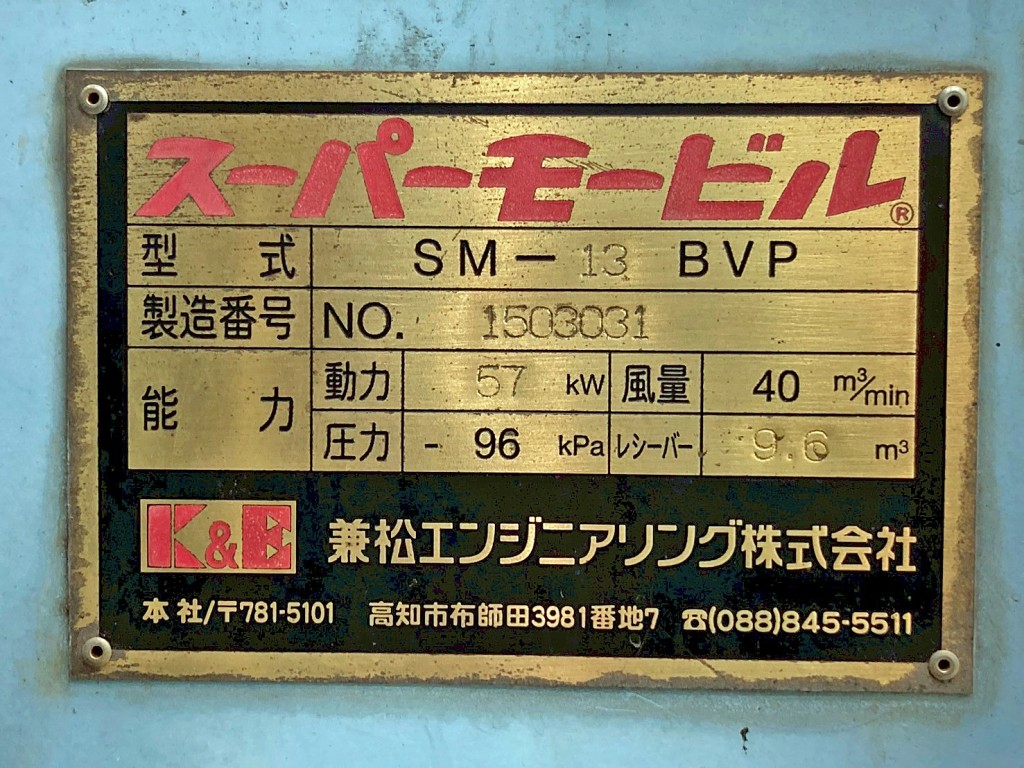 スーパーモービル®
型式 SM-13 BVP
製造番号 NO. 1503031
能力 動力 57 kW 風量 40 m³/min
圧力 - 96 kPa レシーバー 9.6 m³
K&E 兼松エンジニアリング株式会社
本社/〒781-5101 高知市布師田3981番地7 ☎(088)845-5511